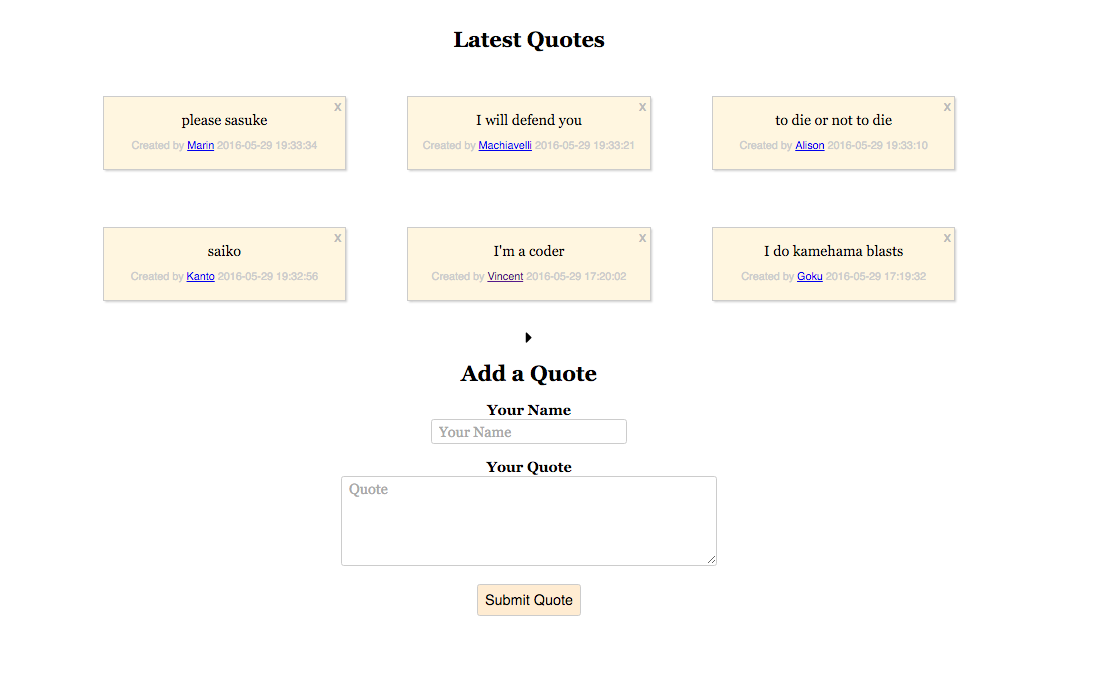 Latest Quotes
x
please sasuke
Created by Marin 2016-05-29 19:33:34
x
I will defend you
Created by Machiavelli 2016-05-29 19:33:21
x
to die or not to die
Created by Alison 2016-05-29 19:33:10
x
saiko
Created by Kanto 2016-05-29 19:32:56
x
I'm a coder
Created by Vincent 2016-05-29 17:20:02
x
I do kamehama blasts
Created by Goku 2016-05-29 17:19:32
Add a Quote
Your Name
Your Name
Your Quote
Quote
Submit Quote